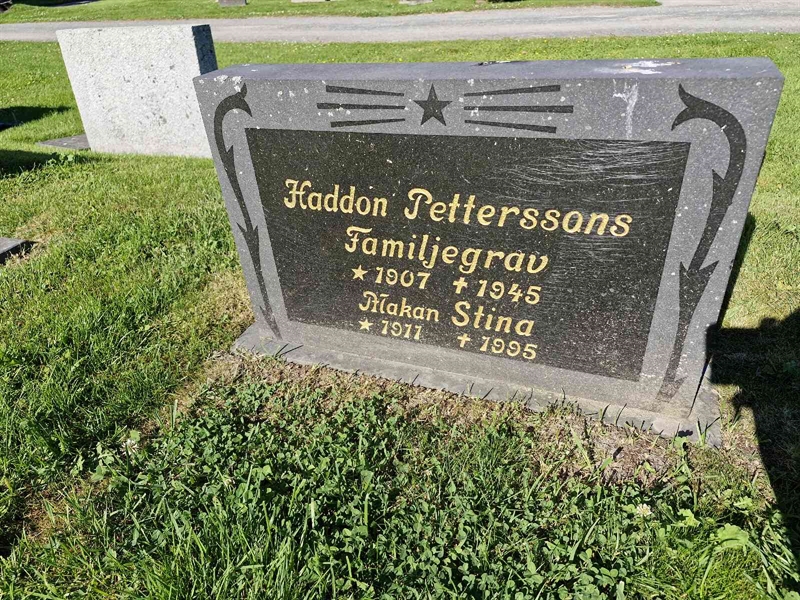 Haddon Petterssons
Familjegrav
★ 1907 ✝ 1945
Makan Stina
★ 1911 ✝ 1995